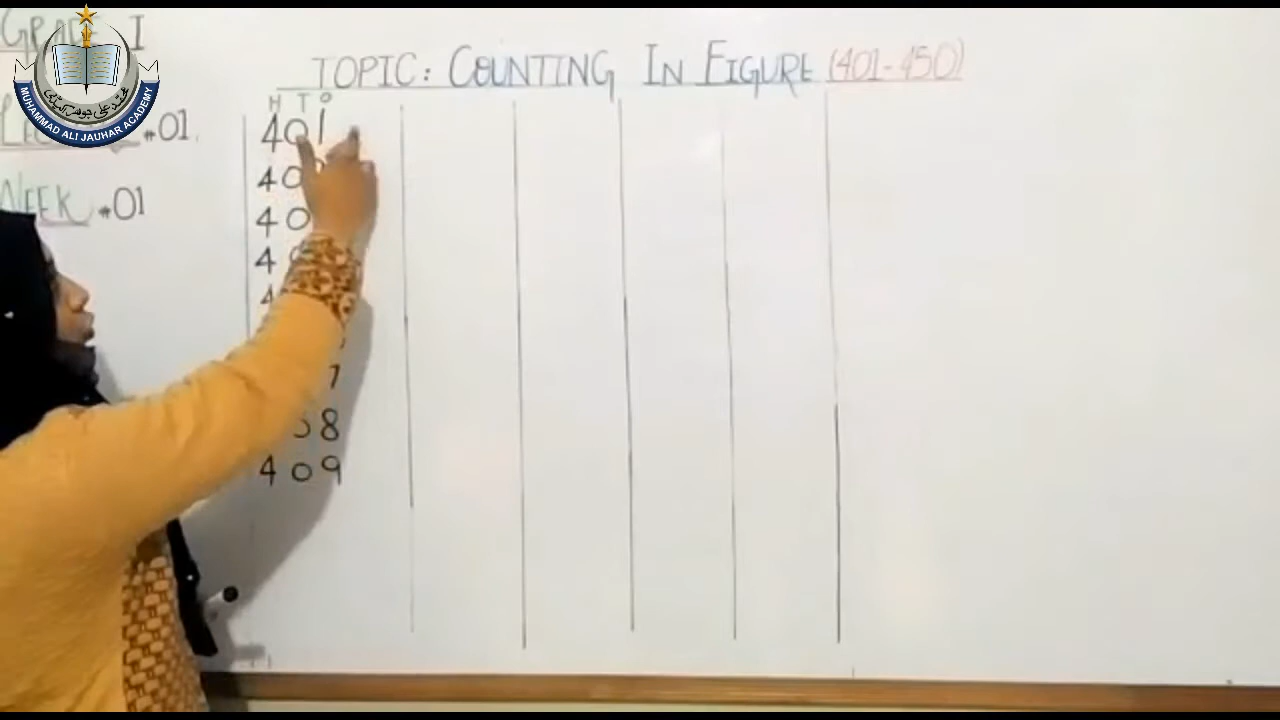 GRADE I
TOPIC: COUNTING IN FIGURE (401-450)
MUHAMMAD ALI JAUHAR ACADEMY
#01
WEEK #01
H T O
401
40
40
4
4
7
8
409